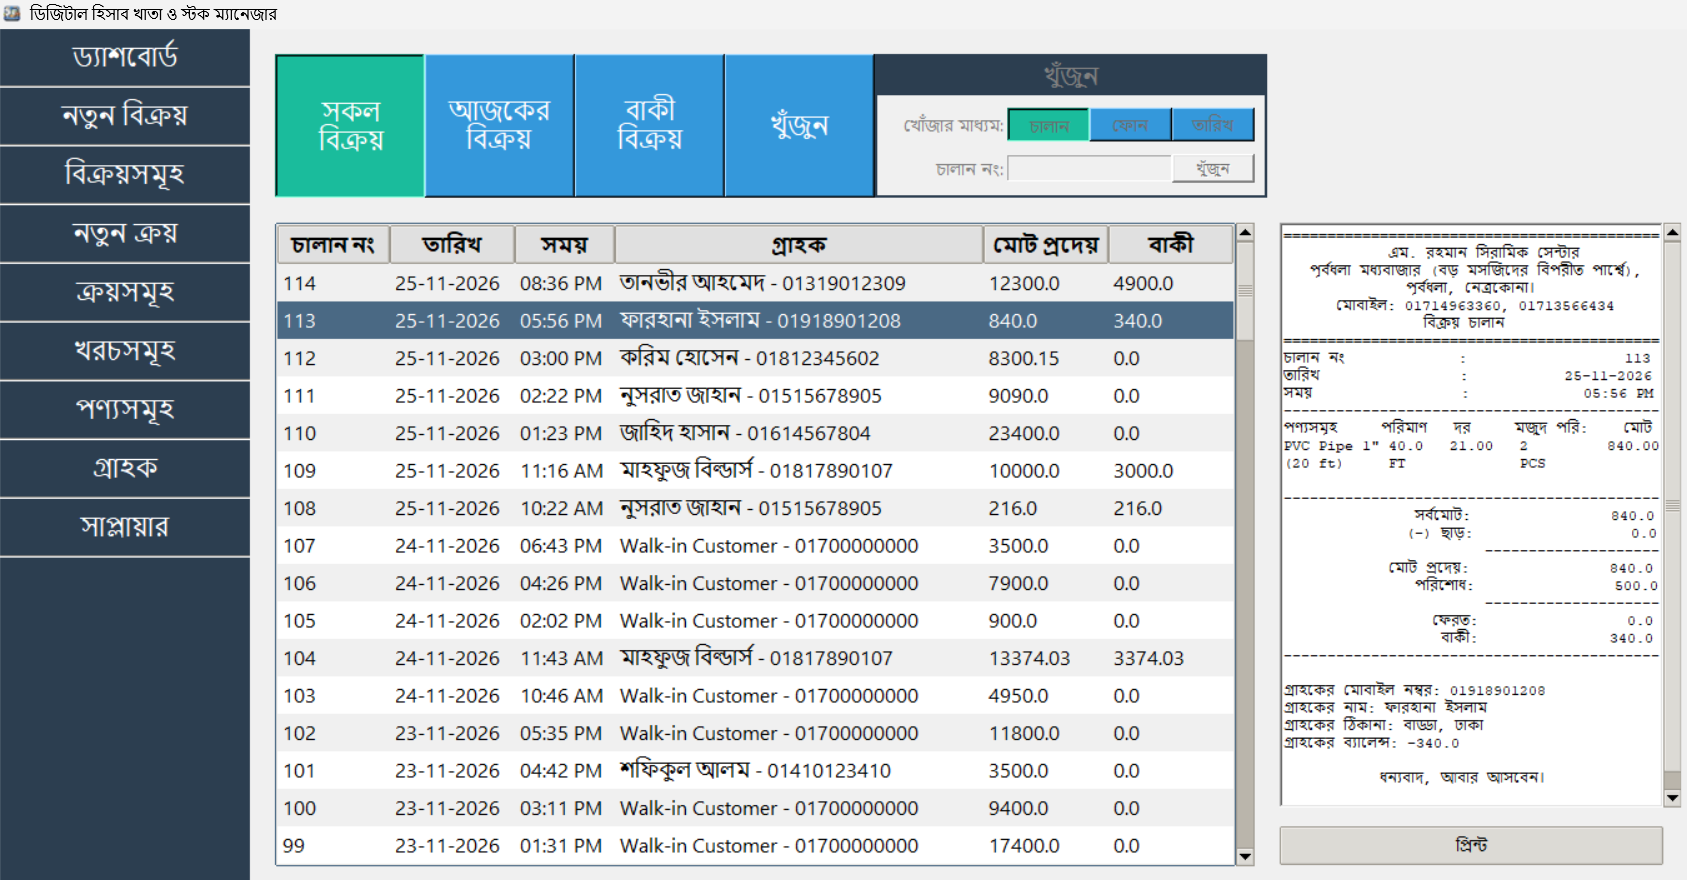 ডিজিটাল হিসাব খাতা ও স্টক ম্যানেজার
ড্যাশবোর্ড
নতুন বিক্রয়
বিক্রয়সমূহ
নতুন ক্রয়
ক্রয়সমূহ
খরচসমূহ
পণ্যসমূহ
গ্রাহক
সাপ্লায়ার
সকল
বিক্রয়
আজকের
বিক্রয়
বাকী
বিক্রয়
খুঁজুন
খুঁজুন
খোঁজার মাধ্যম: চালান ফোন তারিখ
চালান নং: খুঁজুন
চালান নং তারিখ সময় গ্রাহক মোট প্রদেয় বাকী
114 25-11-2026 08:36 PM তানভীর আহমেদ - 01319012309 12300.0 4900.0
113 25-11-2026 05:56 PM ফারহানা ইসলাম - 01918901208 840.0 340.0
112 25-11-2026 03:00 PM করিম হোসেন - 01812345602 8300.15 0.0
111 25-11-2026 02:22 PM নুসরাত জাহান - 01515678905 9090.0 0.0
110 25-11-2026 01:23 PM জাহিদ হাসান - 01614567804 23400.0 0.0
109 25-11-2026 11:16 AM মাহফুজ বিল্ডার্স - 01817890107 10000.0 3000.0
108 25-11-2026 10:22 AM নুসরাত জাহান - 01515678905 216.0 216.0
107 24-11-2026 06:43 PM Walk-in Customer - 01700000000 3500.0 0.0
106 24-11-2026 04:26 PM Walk-in Customer - 01700000000 7900.0 0.0
105 24-11-2026 02:02 PM Walk-in Customer - 01700000000 900.0 0.0
104 24-11-2026 11:43 AM মাহফুজ বিল্ডার্স - 01817890107 13374.03 3374.03
103 24-11-2026 10:46 AM Walk-in Customer - 01700000000 4950.0 0.0
102 23-11-2026 05:35 PM Walk-in Customer - 01700000000 11800.0 0.0
101 23-11-2026 04:42 PM শফিকুল আলম - 01410123410 3500.0 0.0
100 23-11-2026 03:11 PM Walk-in Customer - 01700000000 9400.0 0.0
99 23-11-2026 01:31 PM Walk-in Customer - 01700000000 17400.0 0.0
এম. রহমান সিরামিক সেন্টার
পূর্বধলা মধ্যবাজার (বড় মসজিদের বিপরীত পার্শ্বে),
পূর্বধলা, নেত্রকোনা।
মোবাইল: 01714963360, 01713566434
বিক্রয় চালান
চালান নং : 113
তারিখ : 25-11-2026
সময় : 05:56 PM
পণ্যসমূহ পরিমাণ দর মজুদ পরি: মোট
PVC Pipe 1" 40.0 21.00 2 840.00
(20 ft) FT PCS
সর্বমোট: 840.0
(-) ছাড়: 0.0
মোট প্রদেয়: 840.0
পরিশোধ: 500.0
ফেরত: 0.0
বাকী: 340.0
গ্রাহকের মোবাইল নম্বর: 01918901208
গ্রাহকের নাম: ফারহানা ইসলাম
গ্রাহকের ঠিকানা: বাড্ডা, ঢাকা
গ্রাহকের ব্যালেন্স: -340.0
ধন্যবাদ, আবার আসবেন।
প্রিন্ট